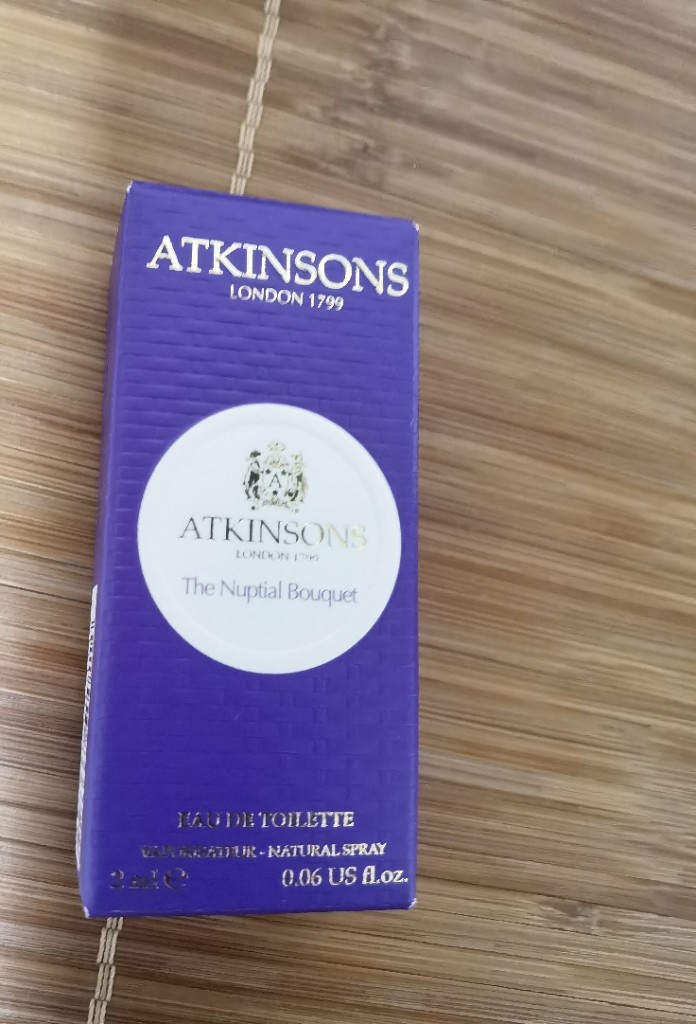 ATKINSONS
LONDON 1799
A
ATKINSONS
LONDON 1799
The Nuptial Bouquet
EAU DE TOILETTE
VAPORISATEUR - NATURAL SPRAY
2 ml ℮ 0.06 US fl.oz.